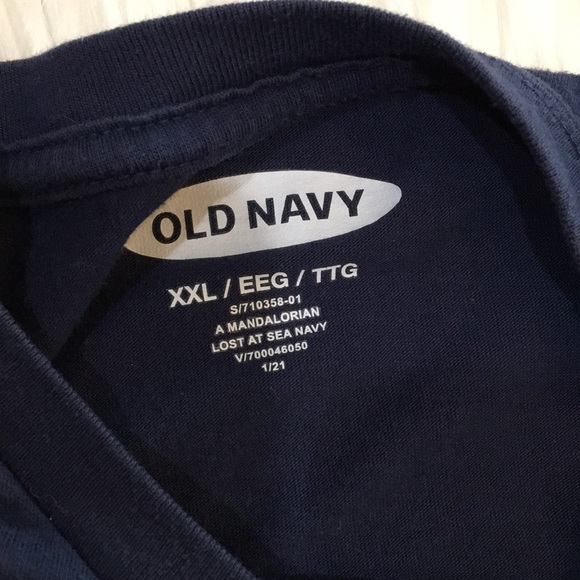 OLD NAVY
XXL / EEG / TTG
S/710358-01
A MANDALORIAN
LOST AT SEA NAVY
V/700046050
1/21